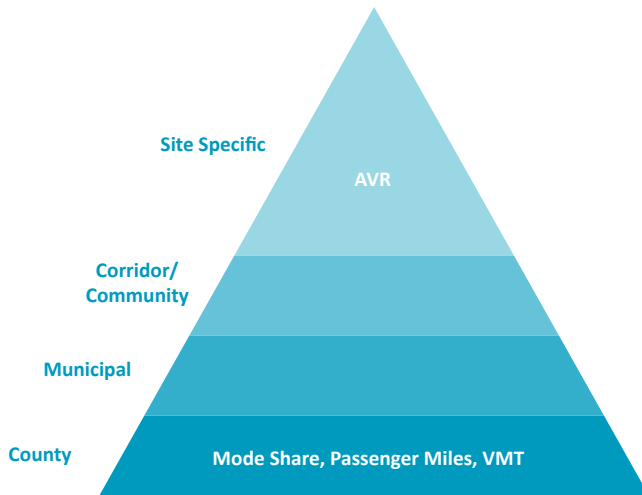 Site Specific
AVR
Corridor/
Community
Municipal
County
Mode Share, Passenger Miles, VMT